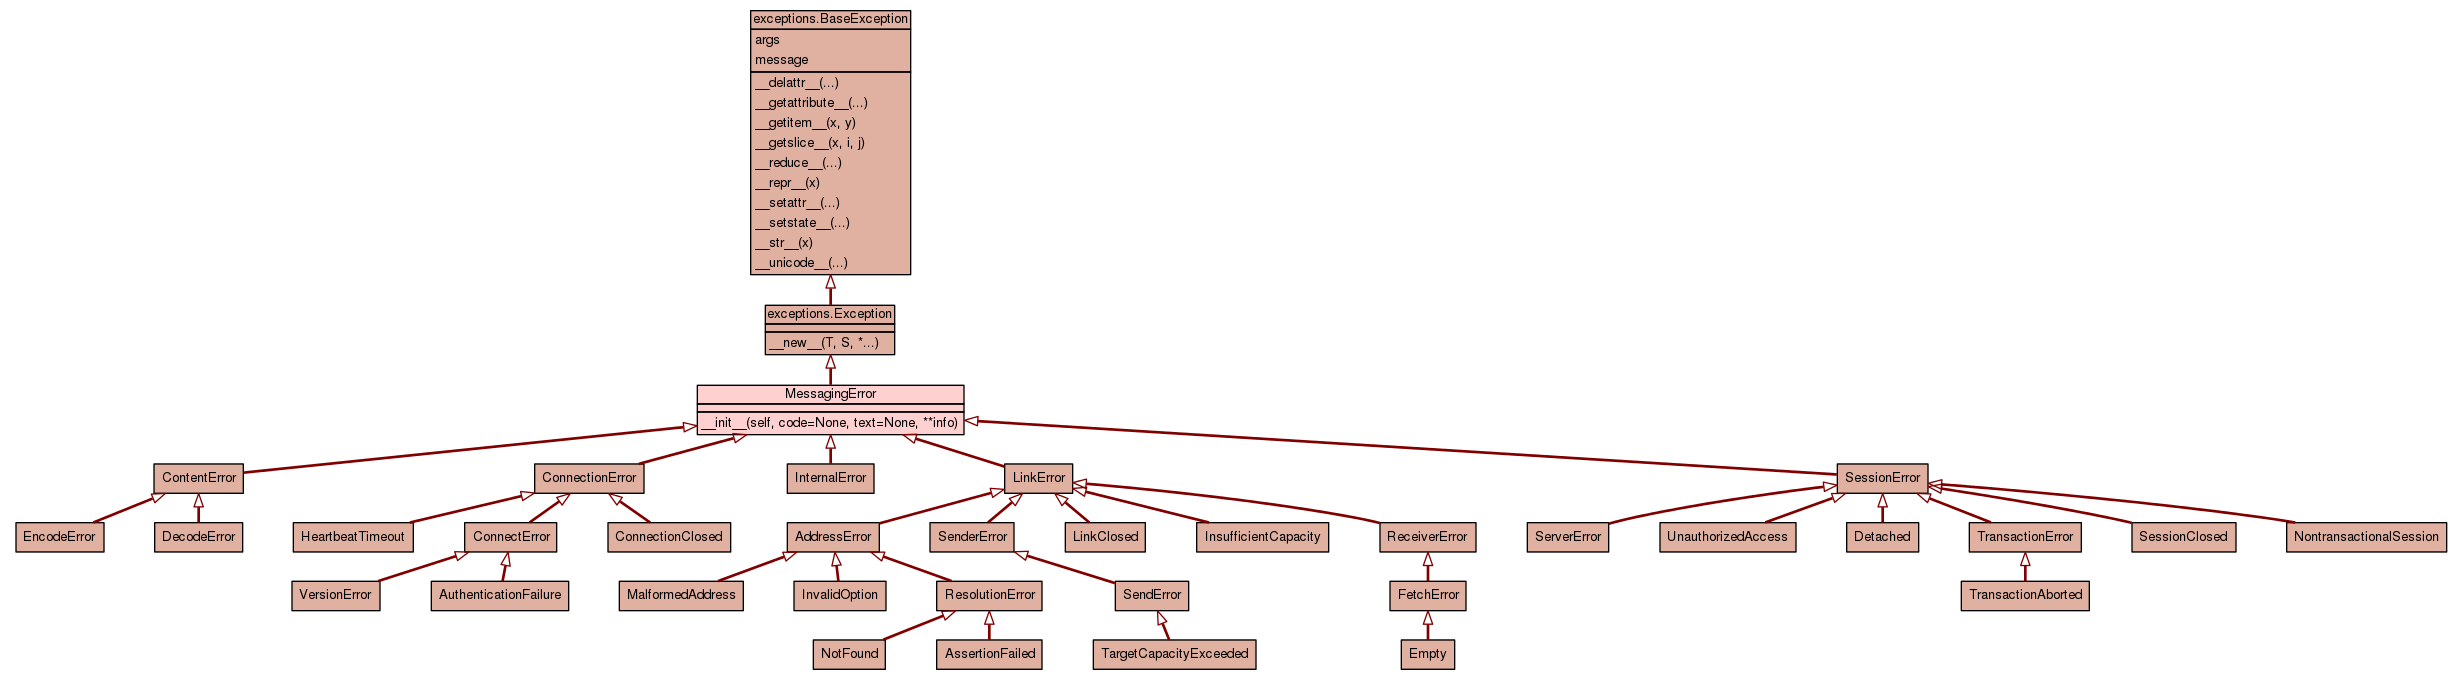 exceptions.BaseException
args
message
__delattr__(...)
__getattribute__(...)
__getitem__(x, y)
__getslice__(x, i, j)
__reduce__(...)
__repr__(x)
__setattr__(...)
__setstate__(...)
__str__(x)
__unicode__(...)
exceptions.Exception
__new__(T, S, *...)
MessagingError
__init__(self, code=None, text=None, **info)
ContentError
ConnectionError
InternalError
LinkError
SessionError
EncodeError
DecodeError
HeartbeatTimeout
ConnectError
ConnectionClosed
AddressError
SenderError
LinkClosed
InsufficientCapacity
ReceiverError
ServerError
UnauthorizedAccess
Detached
TransactionError
SessionClosed
NontransactionalSession
VersionError
AuthenticationFailure
MalformedAddress
InvalidOption
ResolutionError
SendError
FetchError
TransactionAborted
NotFound
AssertionFailed
TargetCapacityExceeded
Empty